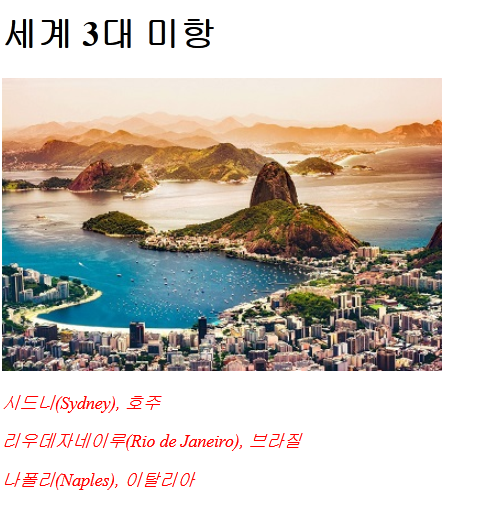 세계 3대 미항
시드니(Sydney), 호주
리우데자네이루(Rio de Janeiro), 브라질
나폴리(Naples), 이탈리아